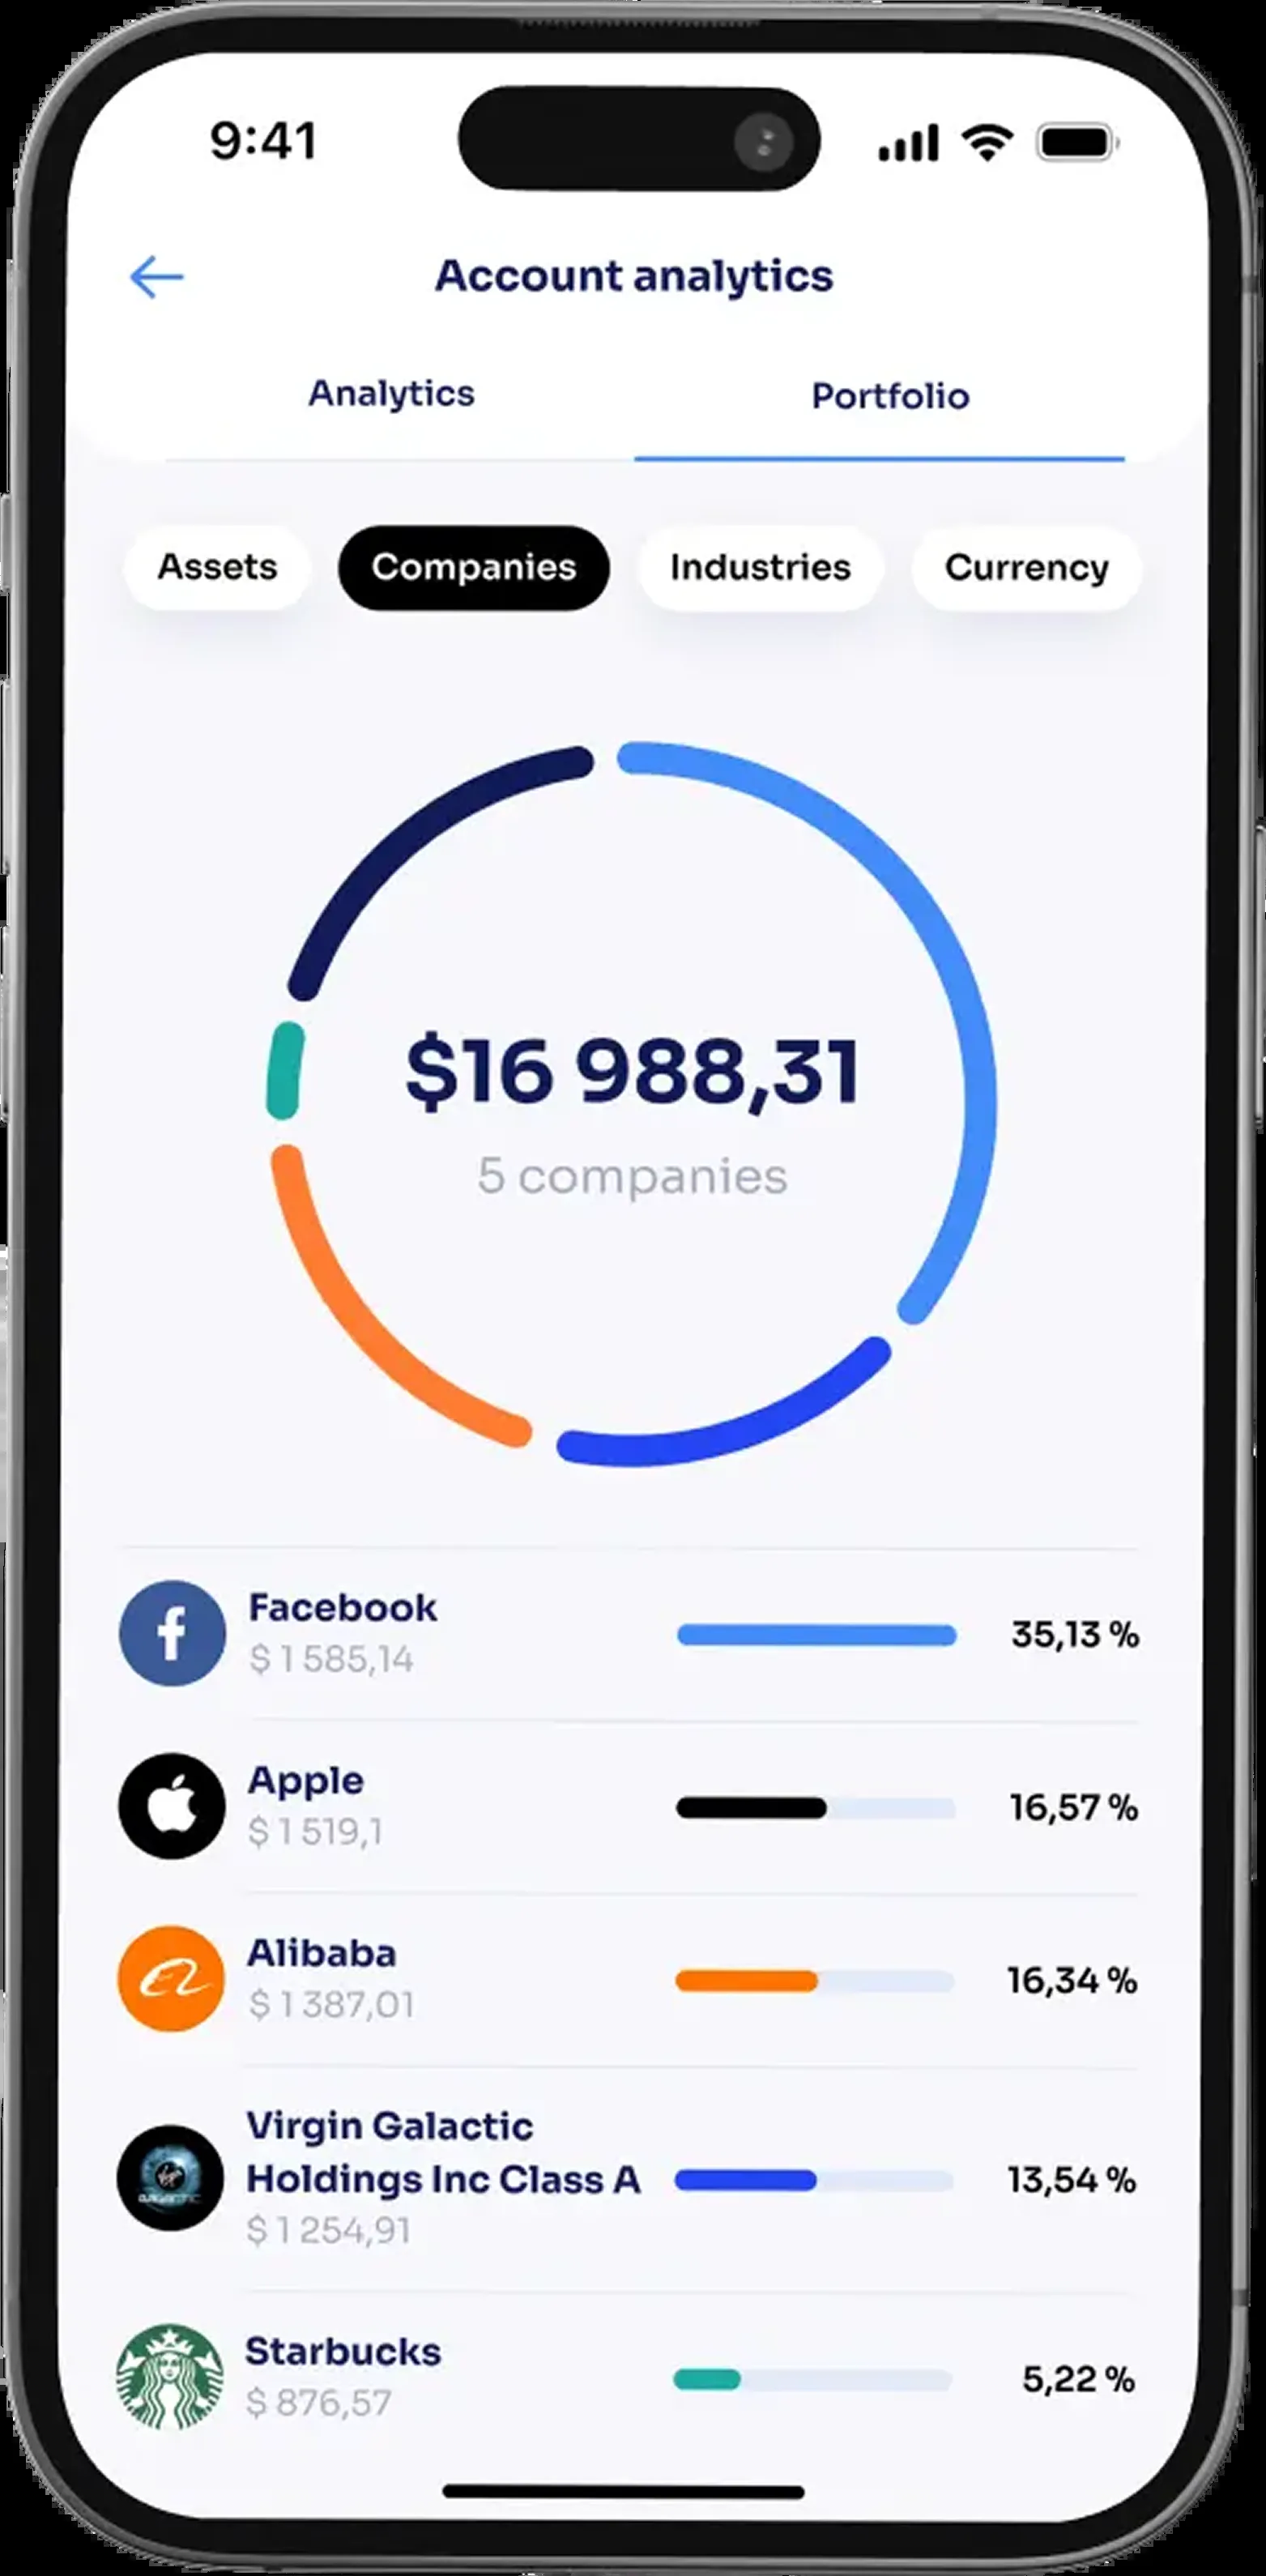 9:41
Account analytics
Analytics
Portfolio
Assets
Companies
Industries
Currency
$16 988,31
5 companies
Facebook
$ 1 585,14
35,13 %
Apple
$ 1 519,1
16,57 %
Alibaba
$ 1 387,01
16,34 %
Virgin Galactic
Holdings Inc Class A
$ 1 254,91
13,54 %
Starbucks
$ 876,57
5,22 %